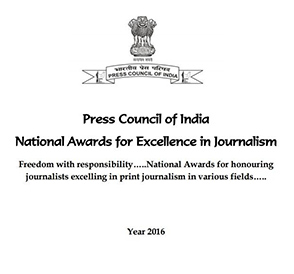 भारतीय प्रेस परिषद
PRESS COUNCIL OF INDIA
Press Council of India
National Awards for Excellence in Journalism
Freedom with responsibility…..National Awards for honouring
journalists excelling in print journalism in various fields…..
Year 2016